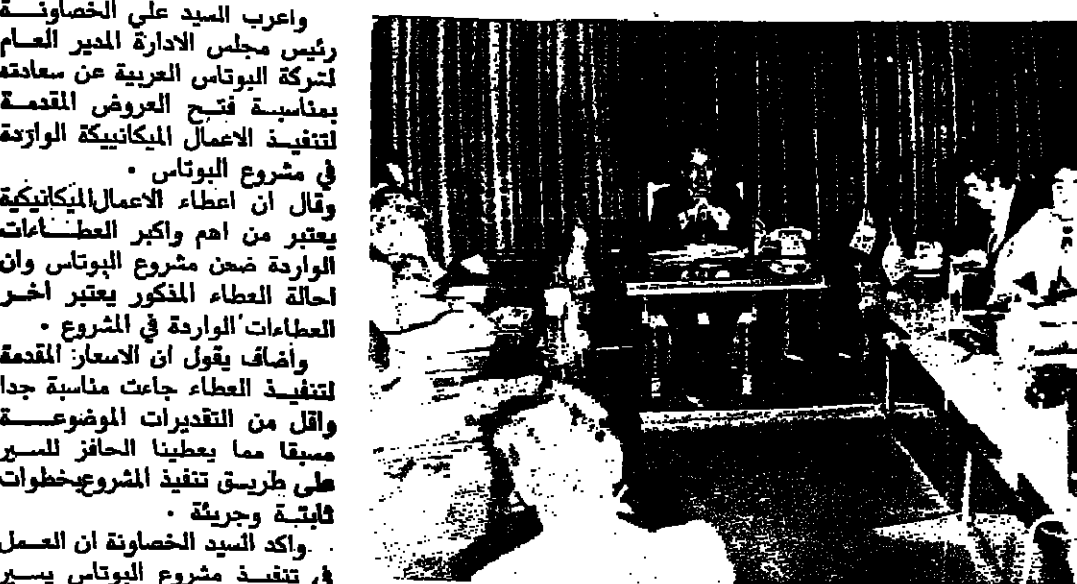 واعرب السيد علي الخصاونة
رئيس مجلس الادارة المدير العام
لشركة البوتاس العربية عن سعادته
بمناسبة فتح العروض المقدمة
لتنفيذ الاعمال الميكانييكة الواردة
في مشروع البوتاس .
وقال ان اعطاء الاعمال الميكانيكية
يعتبر من اهم واكبر العطاءات
الواردة ضمن مشروع البوتاس وان
احالة العطاء المذكور يعتبر اخر
العطاءات الواردة في المشروع .
وأضاف يقول ان الاسعار المقدمة
لتنفيذ العطاء جاءت مناسبة جدا
واقل من التقديرات الموضوعة
مسبقا مما يعطينا الحافز للسير
على طريق تنفيذ المشروع بخطوات
ثابتة وجريئة .
واكد السيد الخصاونة ان العمل
في تنفيذ مشروع البوتاس يسير